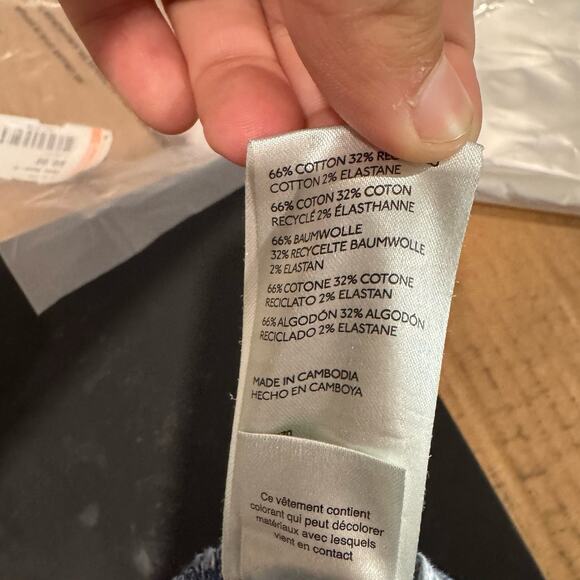 66% COTTON 32%
COTTON 2% ELASTANE
66% COTON 32% COTON
RECYCLÉ 2% ÉLASTHANNE
66% BAUMWOLLE
32% RECYCELTE BAUMWOLLE
2% ELASTAN
66% COTONE 32% COTONE
RECICLATO 2% ELASTAN
66% ALGODÓN 32% ALGODÓN
RECICLADO 2% ELASTANE
MADE IN CAMBODIA
HECHO EN CAMBOYA
Ce vêtement contient
colorant qui peut décolorer
matériaux avec lesquels
vient en contact